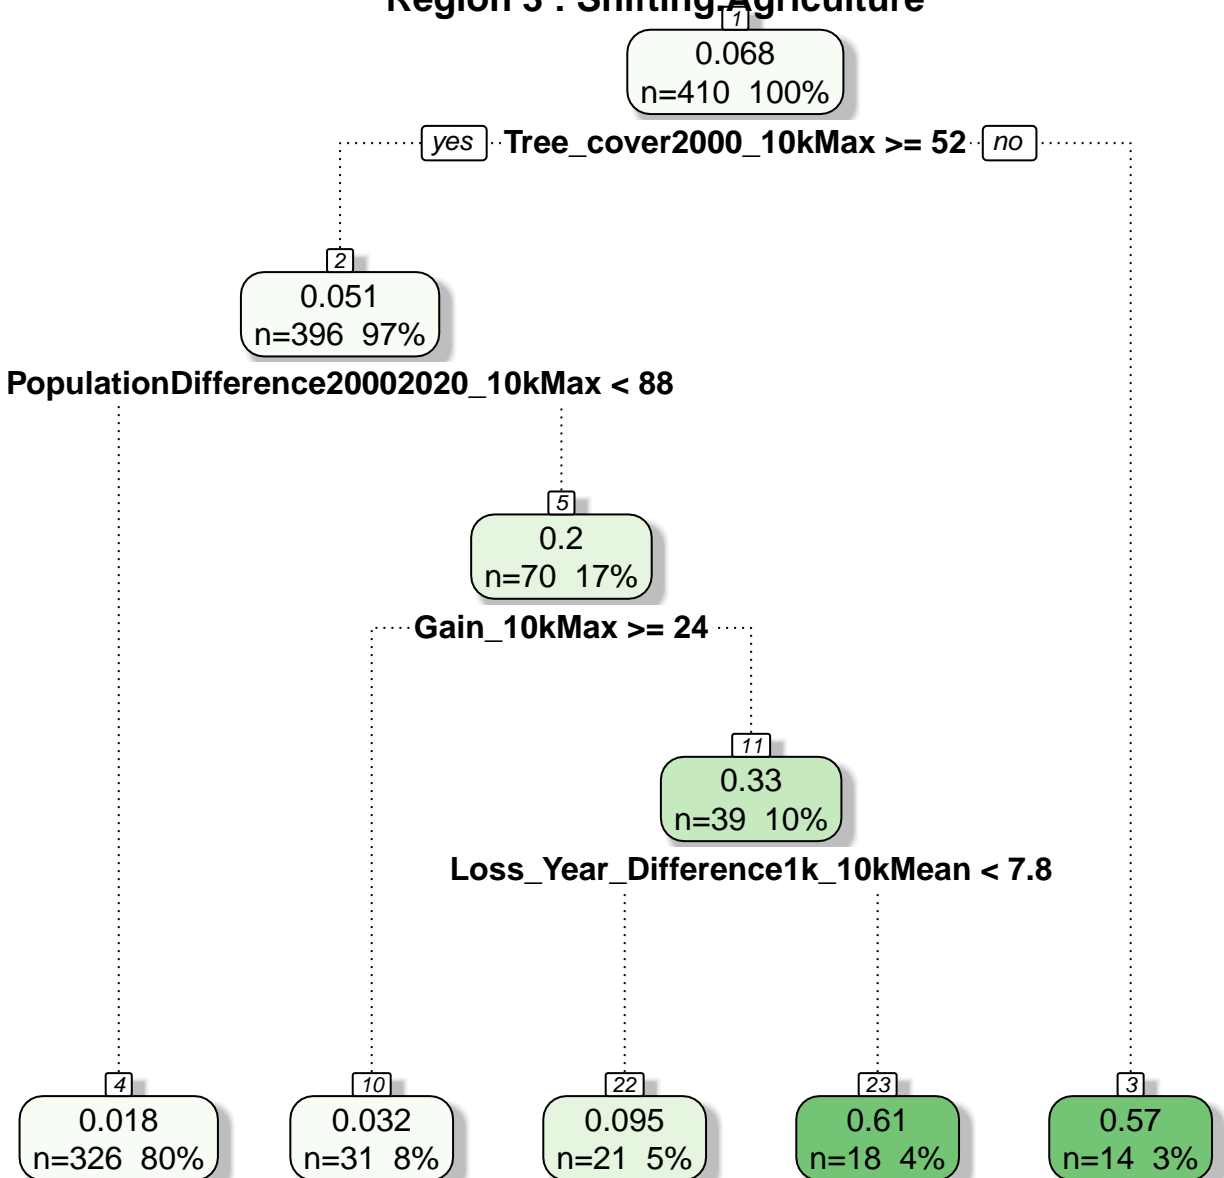 Region 3 : Shifting.Agriculture
1
0.068
n=410 100%
yes Tree_cover2000_10kMax >= 52 no
2
0.051
n=396 97%
PopulationDifference20002020_10kMax < 88
5
0.2
n=70 17%
Gain_10kMax >= 24
11
0.33
n=39 10%
Loss_Year_Difference1k_10kMean < 7.8
4
0.018
n=326 80%
10
0.032
n=31 8%
22
0.095
n=21 5%
23
0.61
n=18 4%
3
0.57
n=14 3%